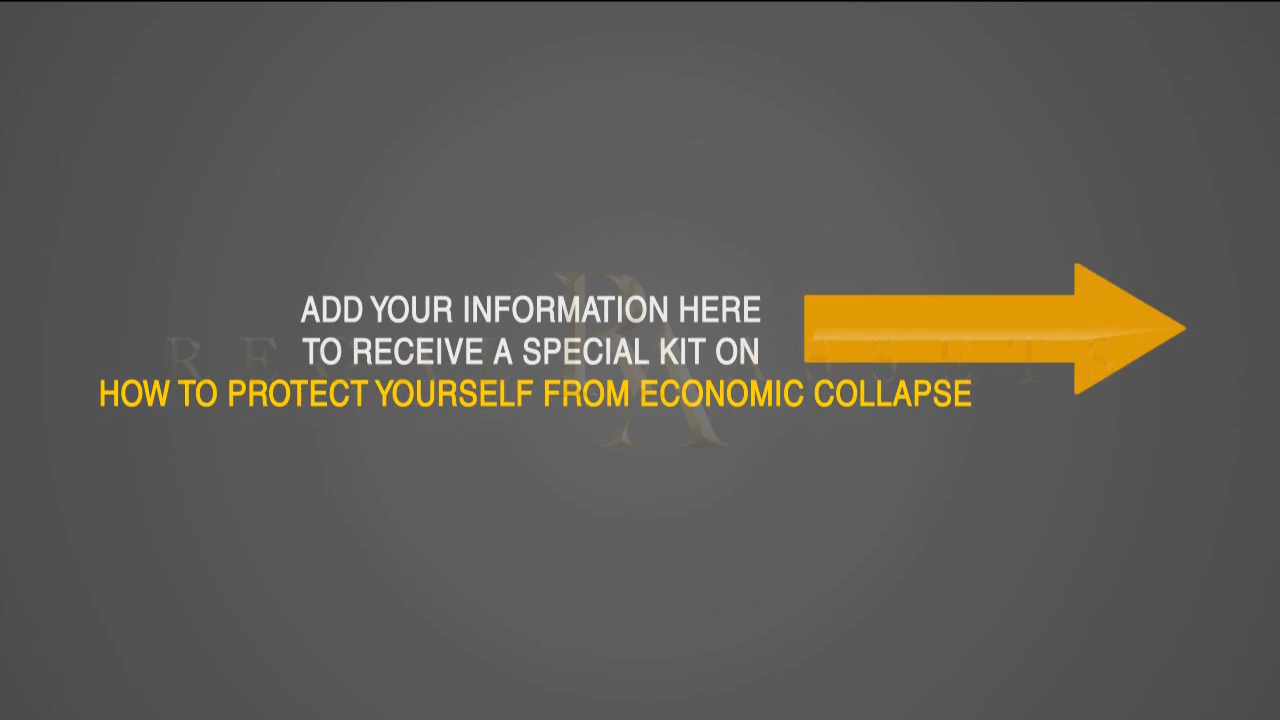 ADD YOUR INFORMATION HERE
TO RECEIVE A SPECIAL KIT ON
HOW TO PROTECT YOURSELF FROM ECONOMIC COLLAPSE